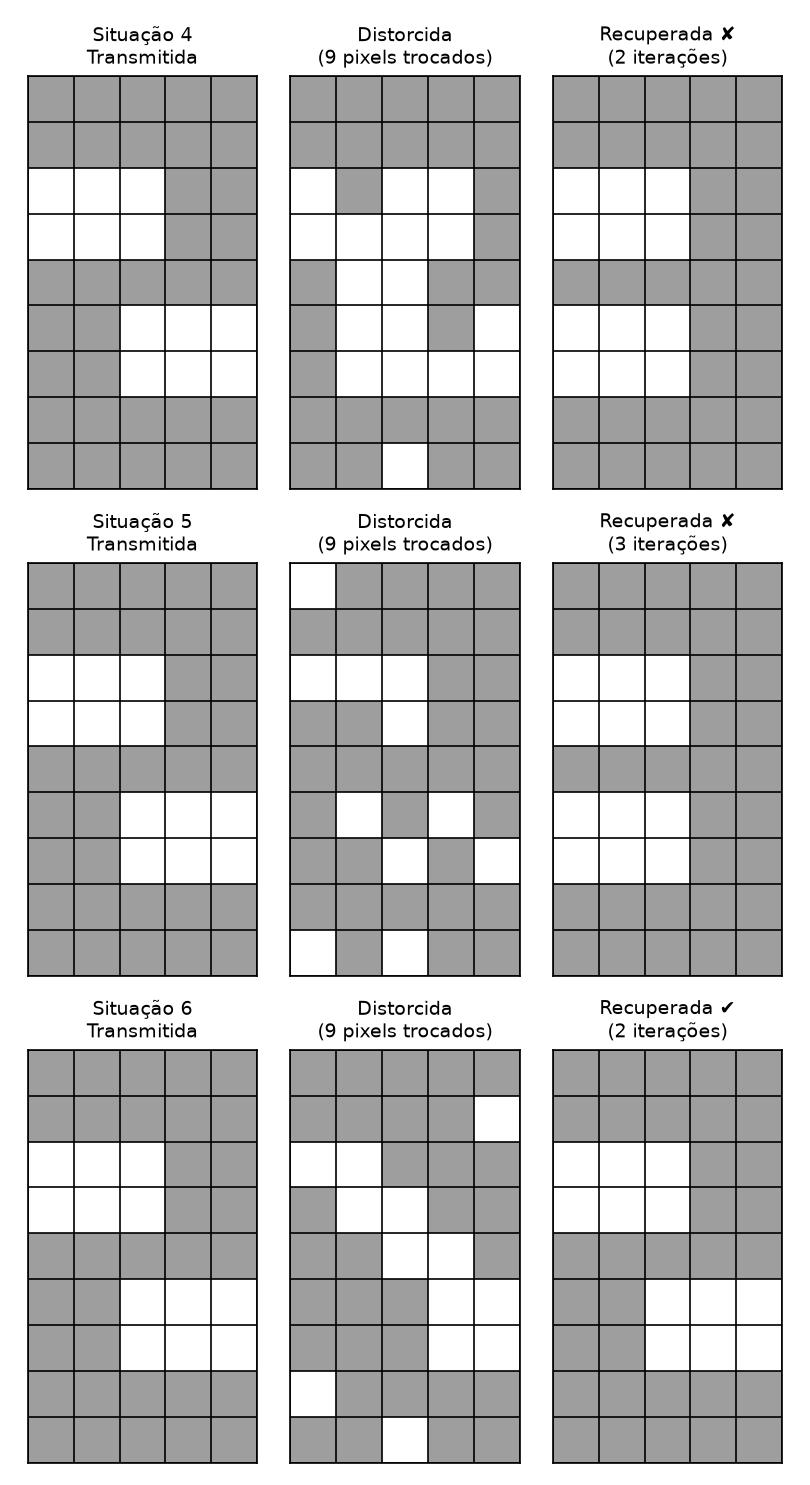 Situação 4
Transmitida
Distorcida
(9 pixels trocados)
Recuperada ✘
(2 iterações)
Situação 5
Transmitida
Distorcida
(9 pixels trocados)
Recuperada ✘
(3 iterações)
Situação 6
Transmitida
Distorcida
(9 pixels trocados)
Recuperada ✔
(2 iterações)